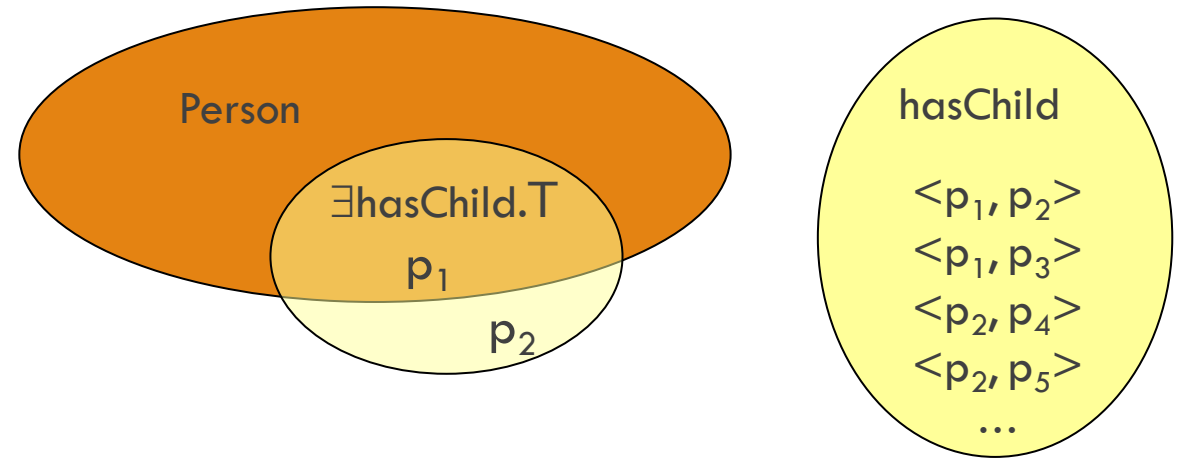 Person
∃hasChild.T
p₁
p₂
hasChild
<p₁, p₂>
<p₁, p₃>
<p₂, p₄>
<p₂, p₅>
...